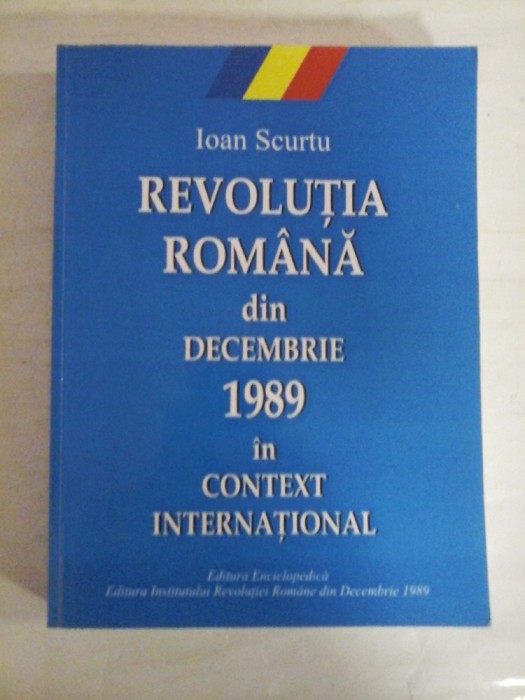 Ioan Scurtu
REVOLUȚIA
ROMÂNĂ
din
DECEMBRIE
1989
în
CONTEXT
INTERNAȚIONAL
Editura Enciclopedică
Editura Institutului Revoluției Române din Decembrie 1989